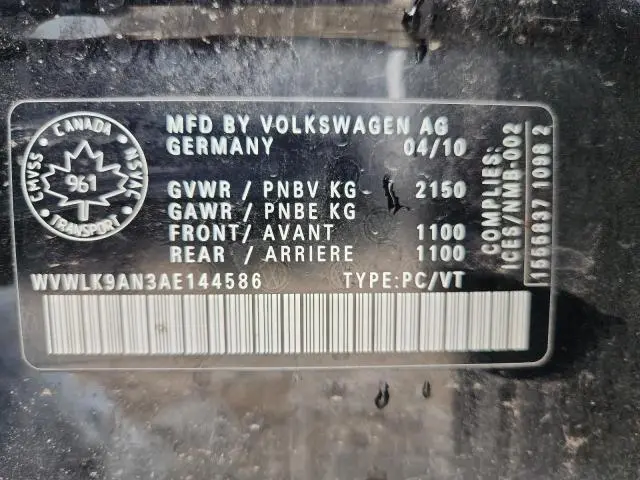 CANADA
CMVSS
NSVAC
961
TRANSPORT
MFD BY VOLKSWAGEN AG
GERMANY 04/10
GVWR / PNBV KG 2150
GAWR / PNBE KG
FRONT/ AVANT 1100
REAR / ARRIERE 1100
WVWLK9AN3AE144586 TYPE:PC/VT
COMPLIES:
ICES/NMB-002
1566837 1098 2